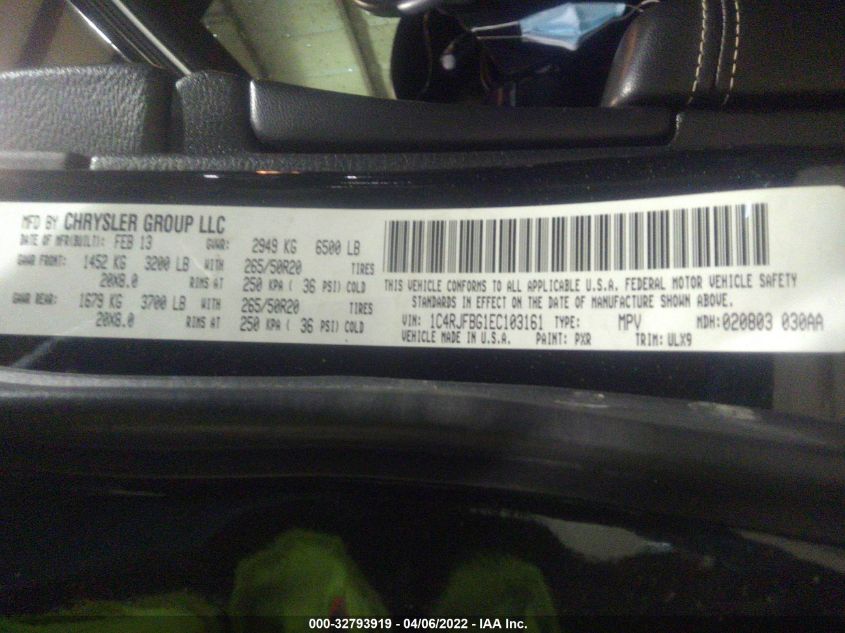 MFD BY CHRYSLER GROUP LLC
DATE OF MFR(BUILT): FEB 13 GVWR: 2949 KG 6500 LB
GAWR FRONT: 1452 KG 3200 LB WITH 265/50R20 TIRES
20X8.0 RIMS AT 250 KPA ( 36 PSI) COLD
GAWR REAR: 1679 KG 3700 LB WITH 265/50R20 TIRES
20X8.0 RIMS AT 250 KPA ( 36 PSI) COLD
THIS VEHICLE CONFORMS TO ALL APPLICABLE U.S.A. FEDERAL MOTOR VEHICLE SAFETY
STANDARDS IN EFFECT ON THE DATE OF MANUFACTURE SHOWN ABOVE.
VIN: 1C4RJFBG1EC103161 TYPE: MPV MDH:020803 030AA
VEHICLE MADE IN U.S.A. PAINT: PXR TRIM: ULX9
000-32793919 - 04/06/2022 - IAA Inc.